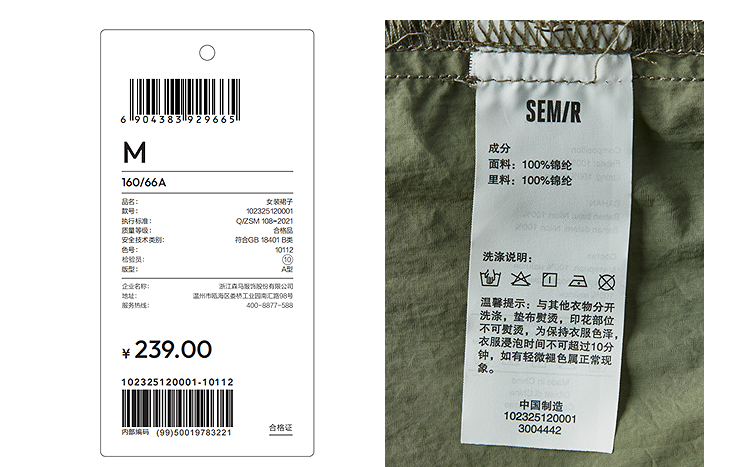 6 904383 929665
M
160/66A
品名: 女装裙子
款号: 102325120001
执行标准: Q/ZSM 108-2021
质量等级: 合格品
安全技术类别: 符合GB 18401 B类
色号: 10112
检验员: 10
版型: A型
企业名称: 浙江森马服饰股份有限公司
地址: 温州市瓯海区娄桥工业园南汇路98号
服务热线: 400-8877-588
¥ 239.00
102325120001-10112
内部编码 (99)50019783221
合格证
SEM/R
成分
面料: 100%锦纶
里料: 100%锦纶
洗涤说明:
温馨提示: 与其他衣物分开
洗涤, 垫布熨烫, 印花部位
不可熨烫, 为保持衣服色泽,
衣服浸泡时间不可超过10分
钟, 如有轻微褪色属正常现
象。
中国制造
102325120001
3004442